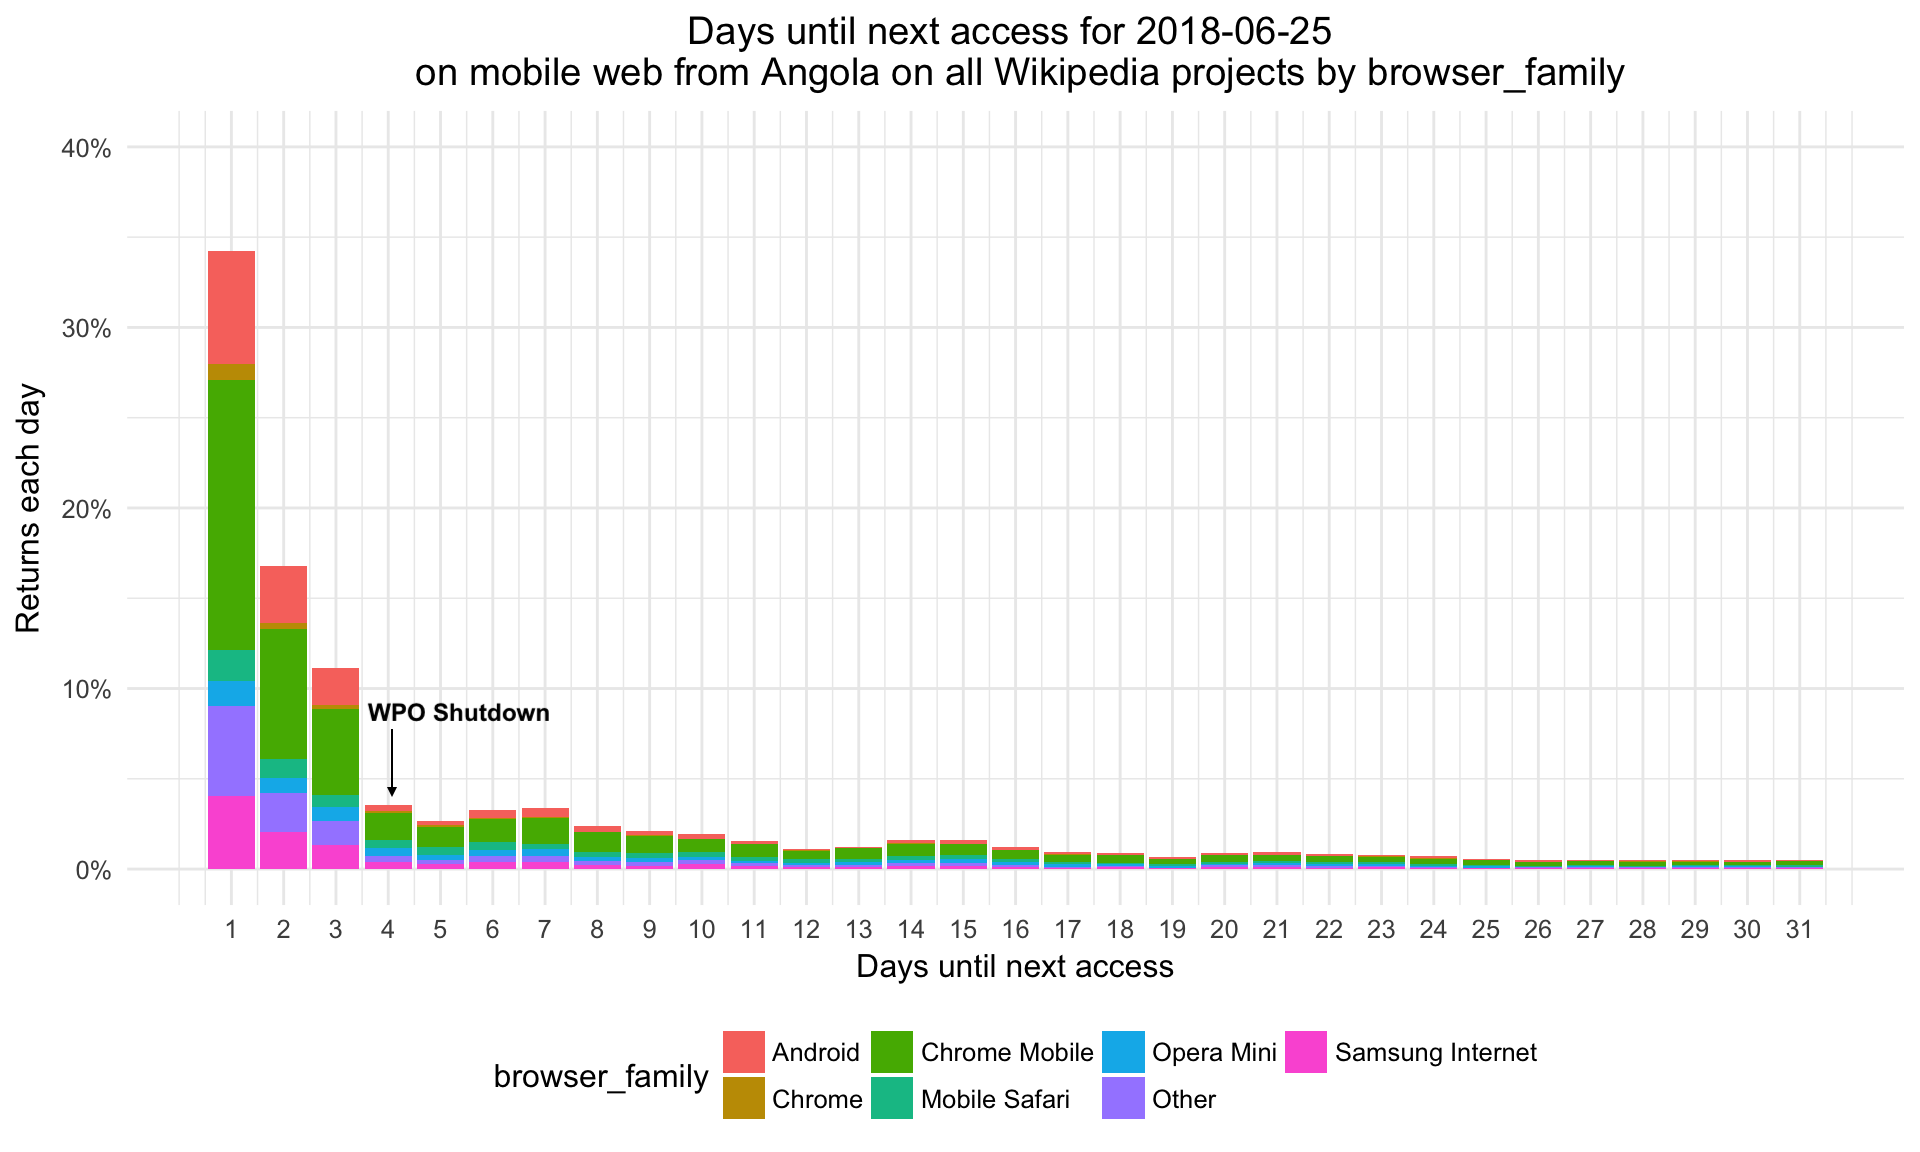 Days until next access for 2018-06-25
on mobile web from Angola on all Wikipedia projects by browser_family
40%
30%
20%
10%
0%
Returns each day
WPO Shutdown
1 2 3 4 5 6 7 8 9 10 11 12 13 14 15 16 17 18 19 20 21 22 23 24 25 26 27 28 29 30 31
Days until next access
browser_family
Android Chrome Mobile Opera Mini Samsung Internet
Chrome Mobile Safari Other